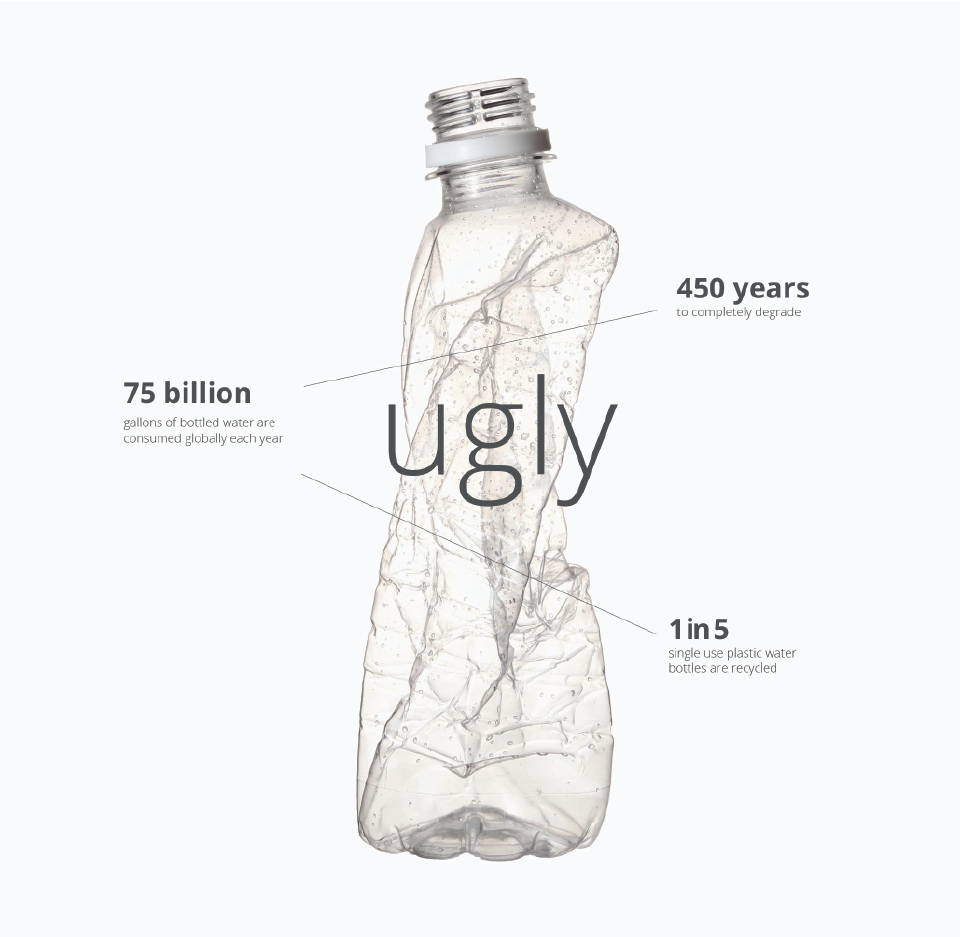 450 years
to completely degrade
75 billion
gallons of bottled water are
consumed globally each year
ugly
1 in 5
single use plastic water
bottles are recycled